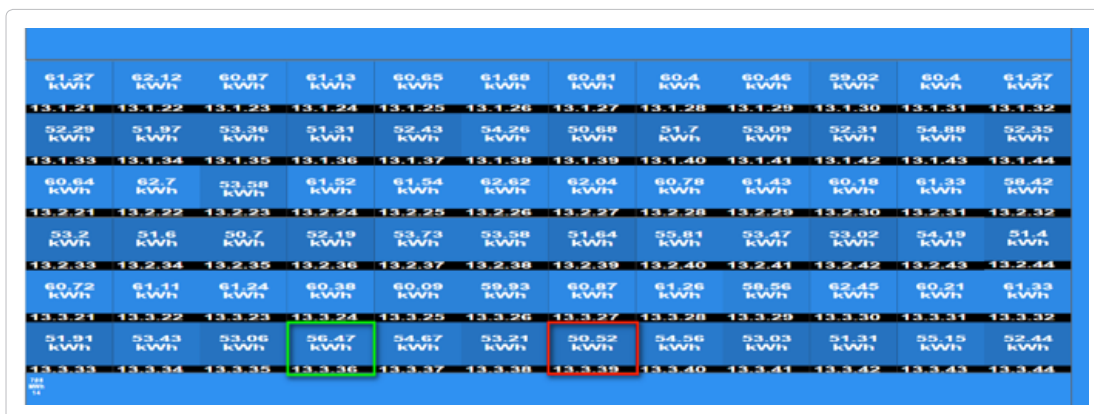 61.27 62.12 60.87 61.13 60.65 61.68 60.81 60.4 60.46 59.02 60.4 61.27
kWh kWh kWh kWh kWh kWh kWh kWh kWh kWh kWh kWh
13.1.21 13.1.22 13.1.23 13.1.24 13.1.25 13.1.26 13.1.27 13.1.28 13.1.29 13.1.30 13.1.31 13.1.32
52.29 51.97 53.36 51.31 52.43 54.26 50.68 51.7 53.09 52.31 54.88 52.35
kWh kWh kWh kWh kWh kWh kWh kWh kWh kWh kWh kWh
13.1.33 13.1.34 13.1.35 13.1.36 13.1.37 13.1.38 13.1.39 13.1.40 13.1.41 13.1.42 13.1.43 13.1.44
60.64 62.7 53.58 61.52 61.54 62.62 62.04 60.78 61.43 60.18 61.33 58.42
kWh kWh kWh kWh kWh kWh kWh kWh kWh kWh kWh kWh
13.2.21 13.2.22 13.2.23 13.2.24 13.2.25 13.2.26 13.2.27 13.2.28 13.2.29 13.2.30 13.2.31 13.2.32
53.2 51.6 50.7 52.19 53.73 53.58 51.64 55.81 53.47 53.02 54.19 51.4
kWh kWh kWh kWh kWh kWh kWh kWh kWh kWh kWh kWh
13.2.33 13.2.34 13.2.35 13.2.36 13.2.37 13.2.38 13.2.39 13.2.40 13.2.41 13.2.42 13.2.43 13.2.44
60.72 61.11 61.24 60.38 60.09 59.93 60.87 61.26 58.56 62.45 60.21 61.33
kWh kWh kWh kWh kWh kWh kWh kWh kWh kWh kWh kWh
13.3.21 13.3.22 13.3.23 13.3.24 13.3.25 13.3.26 13.3.27 13.3.28 13.3.29 13.3.30 13.3.31 13.3.32
51.91 53.43 53.06 56.47 54.67 53.21 50.52 54.56 53.03 51.31 55.15 52.44
kWh kWh kWh kWh kWh kWh kWh kWh kWh kWh kWh kWh
13.3.33 13.3.34 13.3.35 13.3.36 13.3.37 13.3.38 13.3.39 13.3.40 13.3.41 13.3.42 13.3.43 13.3.44